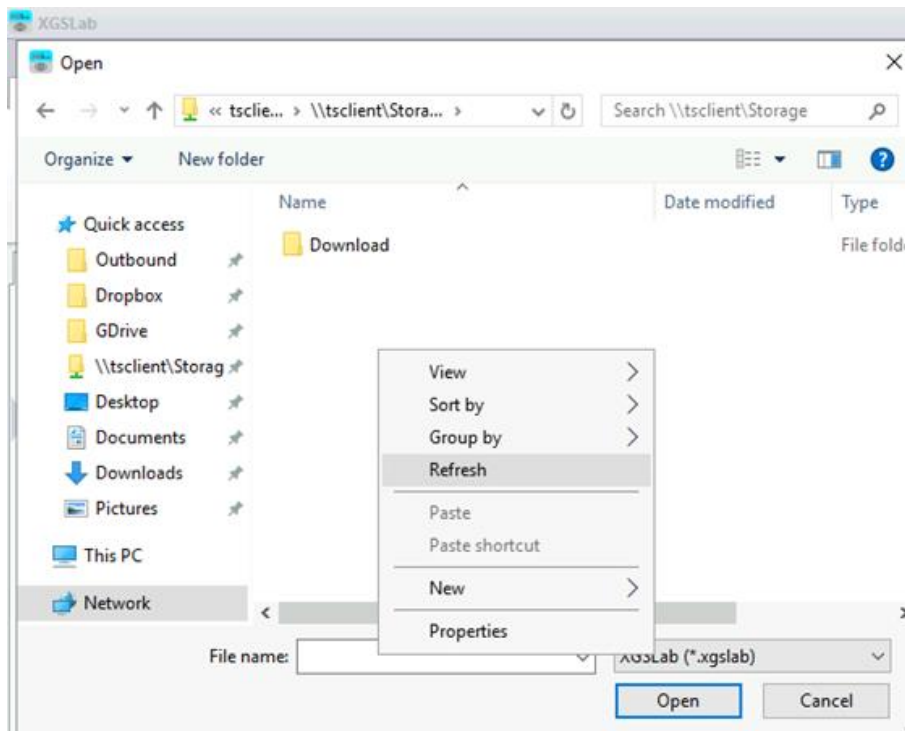 XGSLab
Open
« tsclie... > \\tsclient\Stora... >
Search \\tsclient\Storage
Organize
New folder
?
Name
Date modified
Type
Quick access
Outbound
Dropbox
GDrive
\\tsclient\Storag
Desktop
Documents
Downloads
Pictures
This PC
Network
Download
File fold
View
Sort by
Group by
Refresh
Paste
Paste shortcut
New
Properties
File name:
XGSLab (*.xgslab)
Open
Cancel